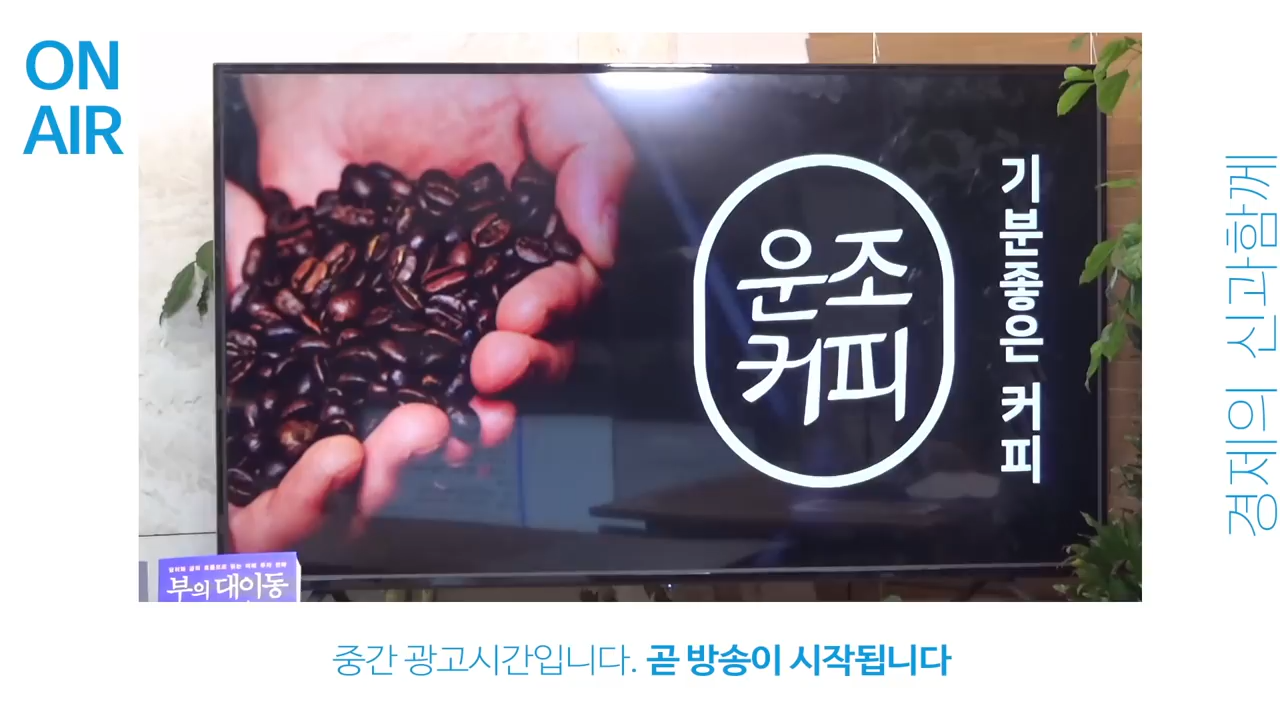 ON
AIR
운조
커피
기분좋은 커피
경제의 신과함께
부의 대이동
중간 광고시간입니다. 곧 방송이 시작됩니다